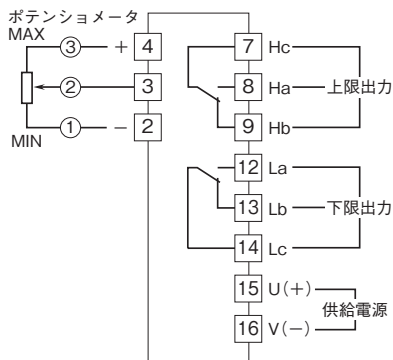 ポテンショメータ
MAX
③ + 4
② 3
① − 2
MIN
7 Hc
8 Ha 上限出力
9 Hb
12 La
13 Lb 下限出力
14 Lc
15 U(+)
供給電源
16 V(−)